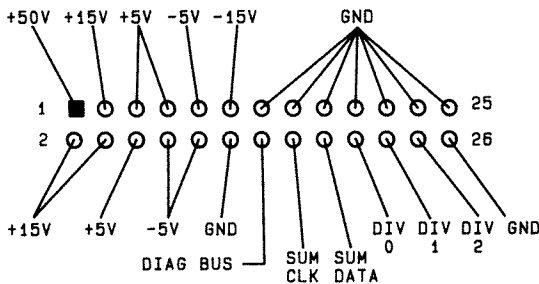 +50V +15V +5V -5V -15V GND
1 25
2 26
+15V +5V -5V GND DIV 0 DIV 1 DIV 2 GND
DIAG BUS SUM CLK SUM DATA